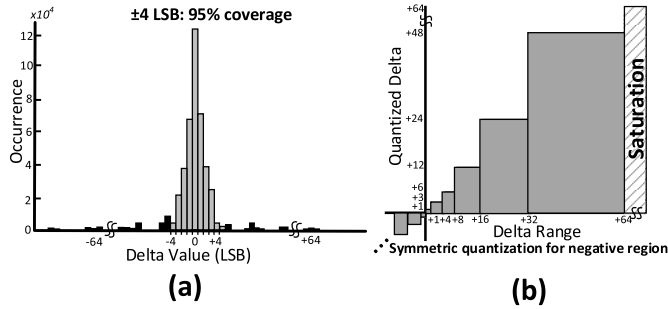 x10⁴
±4 LSB: 95% coverage
12
10
8
6
4
2
0
Occurrence
-64
-4
0
+4
+64
Delta Value (LSB)
(a)
+64
+48
+24
+12
+6
+3
+1
Quantized Delta
Saturation
+1 +4 +8 +16 +32 +64
Delta Range
Symmetric quantization for negative region
(b)